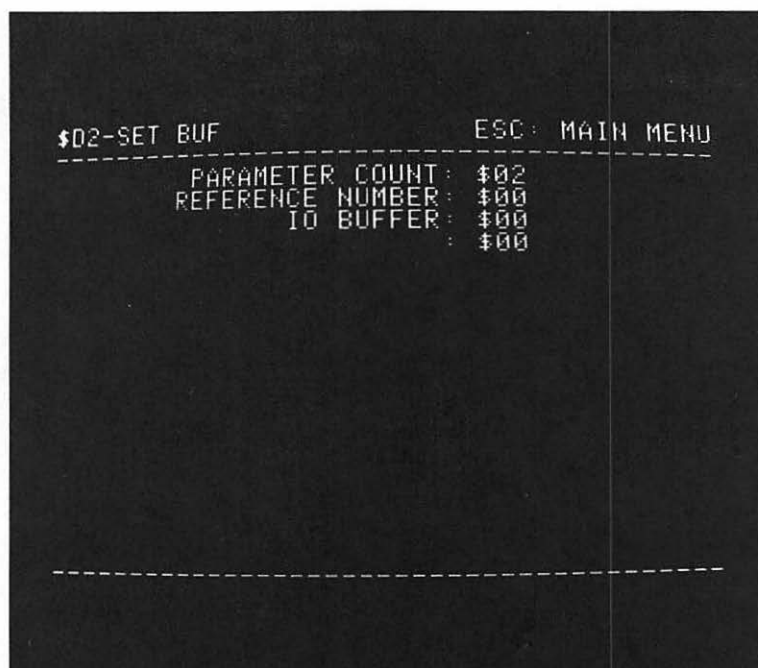 $D2-SET BUF ESC: MAIN MENU
PARAMETER COUNT: $02
REFERENCE NUMBER: $00
IO BUFFER: $00
: $00